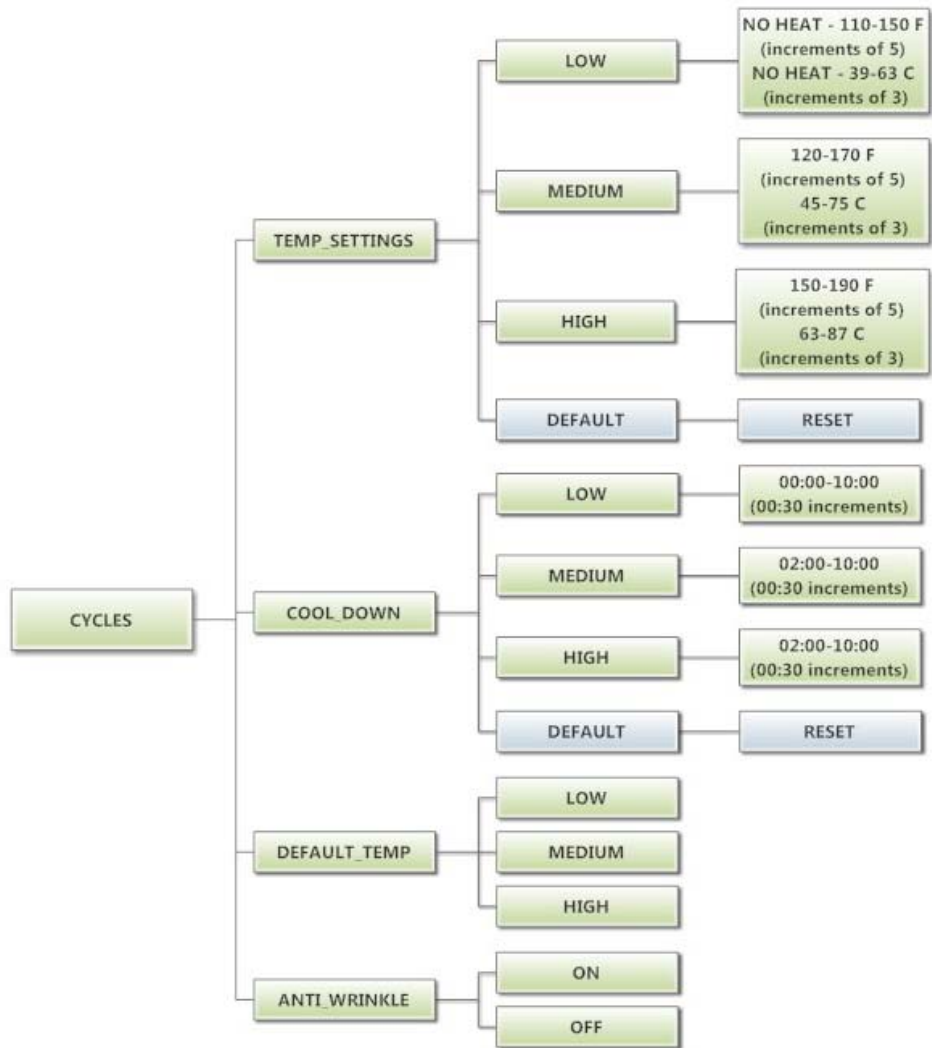 CYCLES
TEMP_SETTINGS
LOW
NO HEAT - 110-150 F
(increments of 5)
NO HEAT - 39-63 C
(increments of 3)
MEDIUM
120-170 F
(increments of 5)
45-75 C
(increments of 3)
HIGH
150-190 F
(increments of 5)
63-87 C
(increments of 3)
DEFAULT
RESET
COOL_DOWN
LOW
00:00-10:00
(00:30 increments)
MEDIUM
02:00-10:00
(00:30 increments)
HIGH
02:00-10:00
(00:30 increments)
DEFAULT
RESET
DEFAULT_TEMP
LOW
MEDIUM
HIGH
ANTI_WRINKLE
ON
OFF